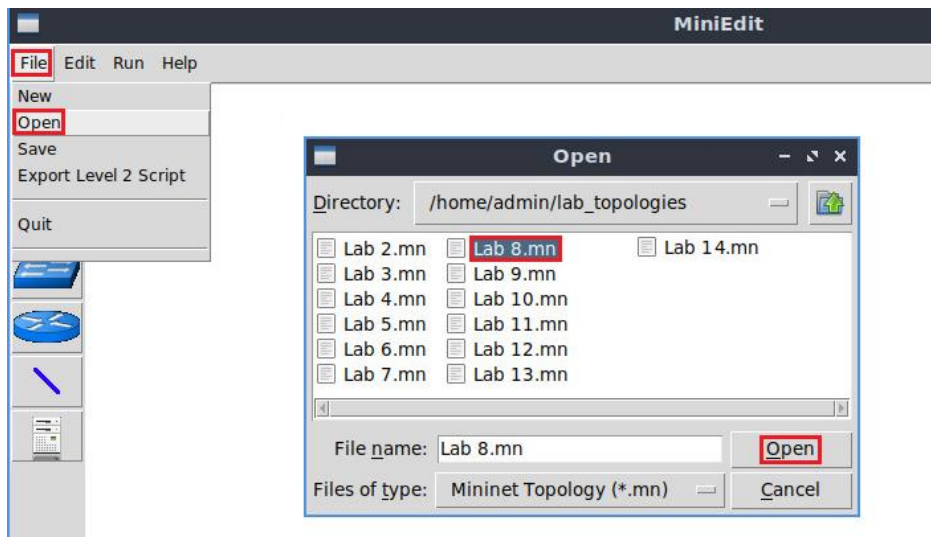 MiniEdit
File Edit Run Help
New
Open
Save
Export Level 2 Script
Quit
Open
Directory: /home/admin/lab_topologies
Lab 2.mn Lab 8.mn Lab 14.mn
Lab 3.mn Lab 9.mn
Lab 4.mn Lab 10.mn
Lab 5.mn Lab 11.mn
Lab 6.mn Lab 12.mn
Lab 7.mn Lab 13.mn
File name: Lab 8.mn Open
Files of type: Mininet Topology (*.mn) Cancel